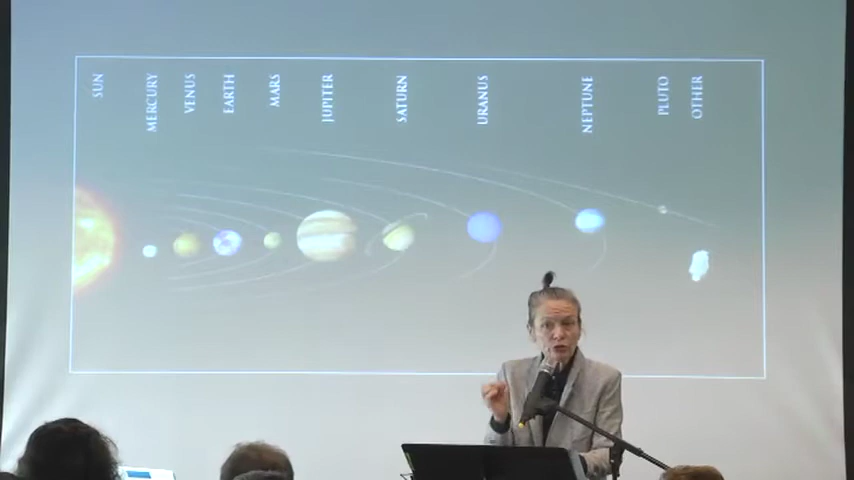 SUN
MERCURY
VENUS
EARTH
MARS
JUPITER
SATURN
URANUS
NEPTUNE
PLUTO
OTHER